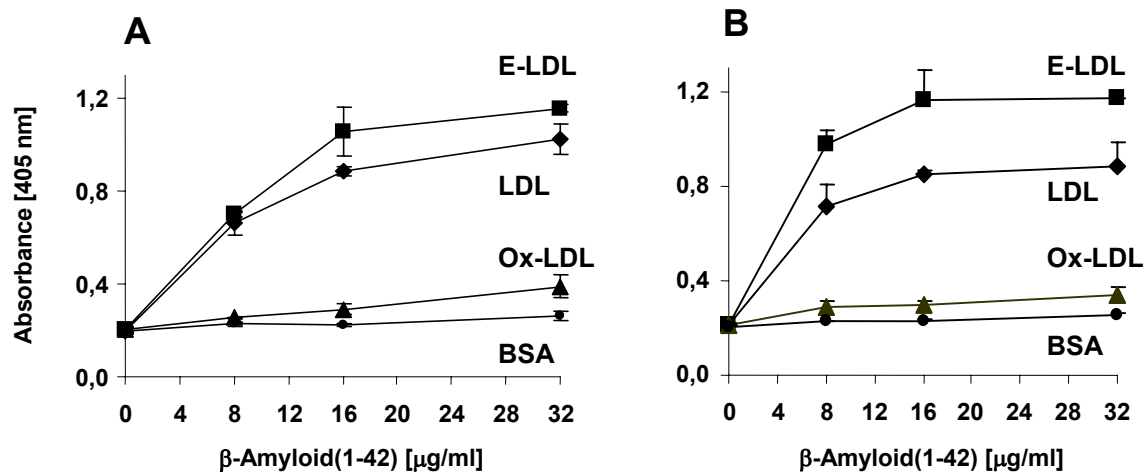 A
E-LDL
LDL
Ox-LDL
BSA
Absorbance [405 nm]
1,2
0,8
0,4
0,0
0 4 8 12 16 20 24 28 32
β-Amyloid(1-42) [μg/ml]
B
E-LDL
LDL
Ox-LDL
BSA
1,2
0,8
0,4
0,0
0 4 8 12 16 20 24 28 32
β-Amyloid(1-42) [μg/ml]